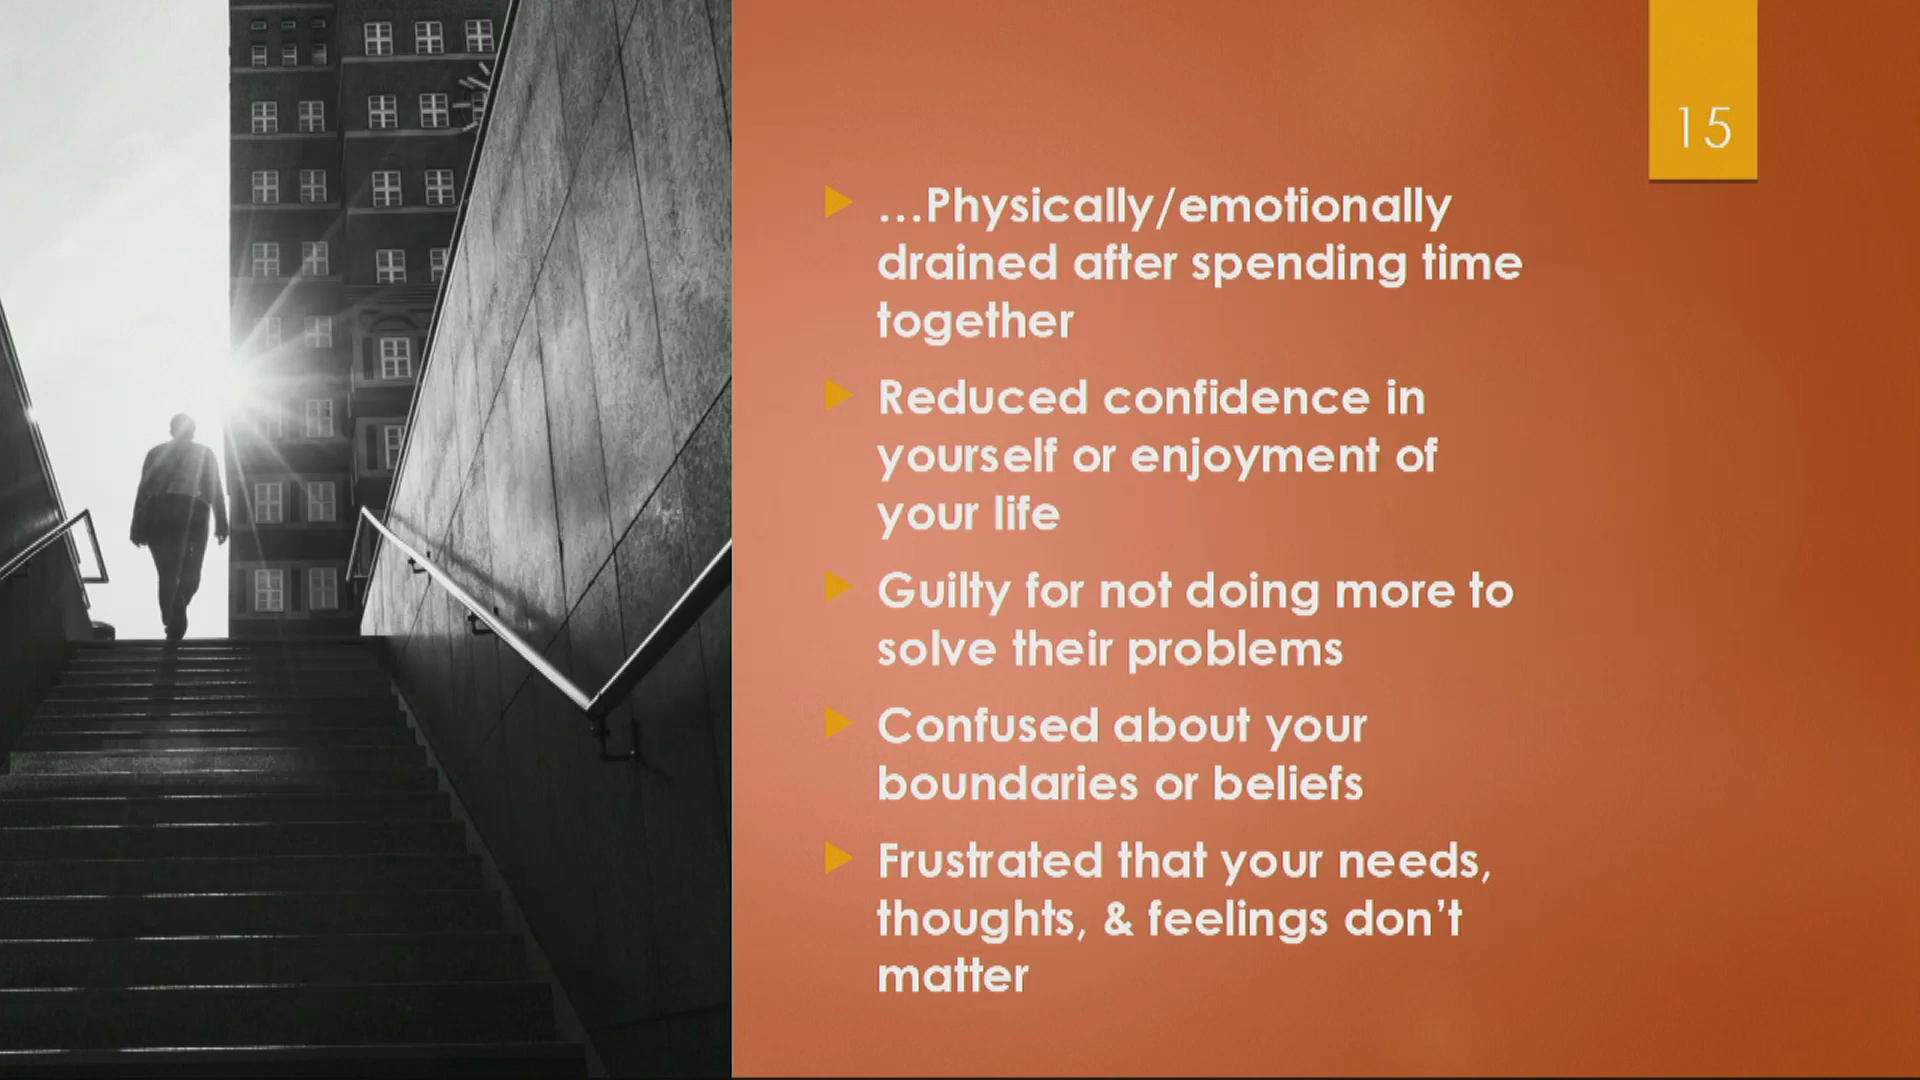 15
…Physically/emotionally
drained after spending time
together
Reduced confidence in
yourself or enjoyment of
your life
Guilty for not doing more to
solve their problems
Confused about your
boundaries or beliefs
Frustrated that your needs,
thoughts, & feelings don’t
matter